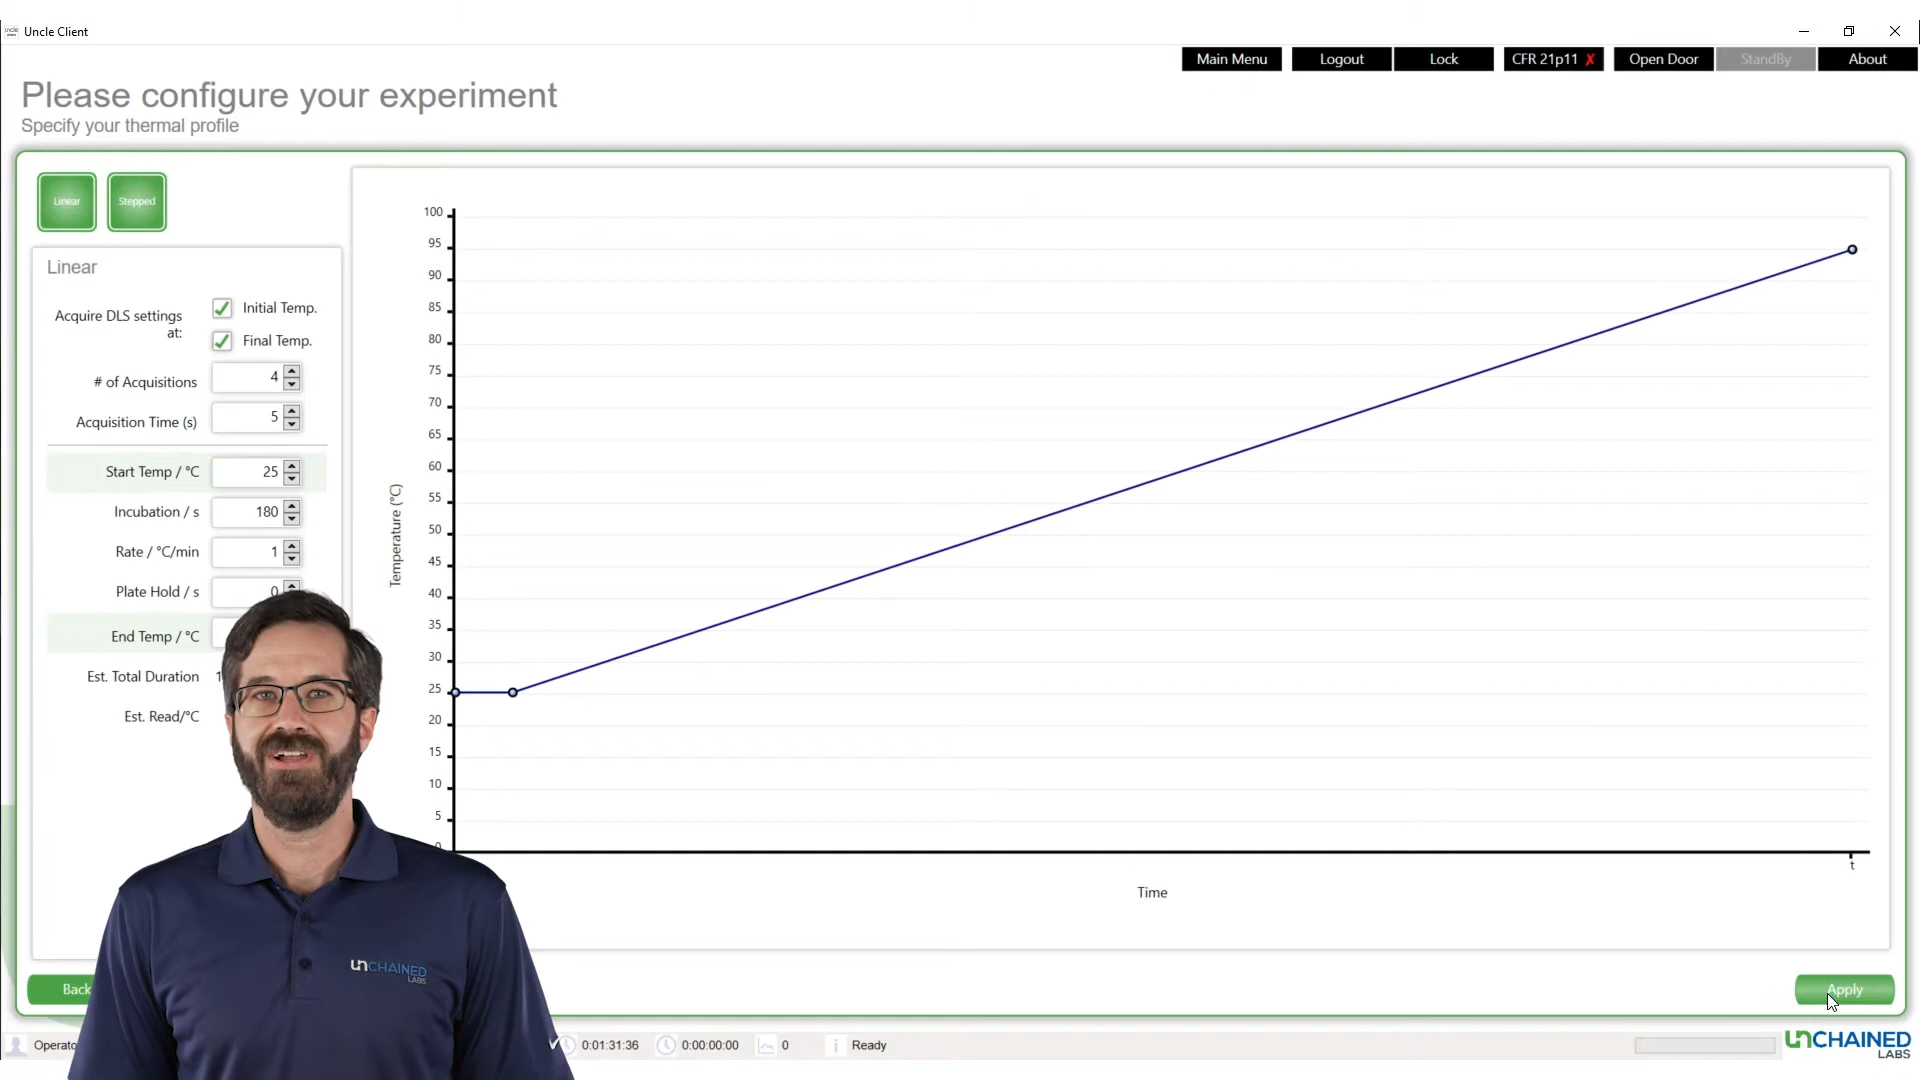 Uncle Client
Main Menu
Logout
Lock
CFR 21p11 ✗
Open Door
StandBy
About
Please configure your experiment
Specify your thermal profile
Linear
Stepped
Linear
Acquire DLS settings
at:
Initial Temp.
Final Temp.
# of Acquisitions 4
Acquisition Time (s) 5
Start Temp / °C 25
Incubation / s 180
Rate / °C/min 1
Plate Hold / s 0
End Temp / °C
Est. Total Duration
Est. Read/°C
Temperature (°C)
100
95
90
85
80
75
70
65
60
55
50
45
40
35
30
25
20
15
10
5
0
t
Time
UNCHAINED
LABS
Back
Apply
0:01:31:36
0:00:00:00
0
i
Ready
UNCHAINED
LABS